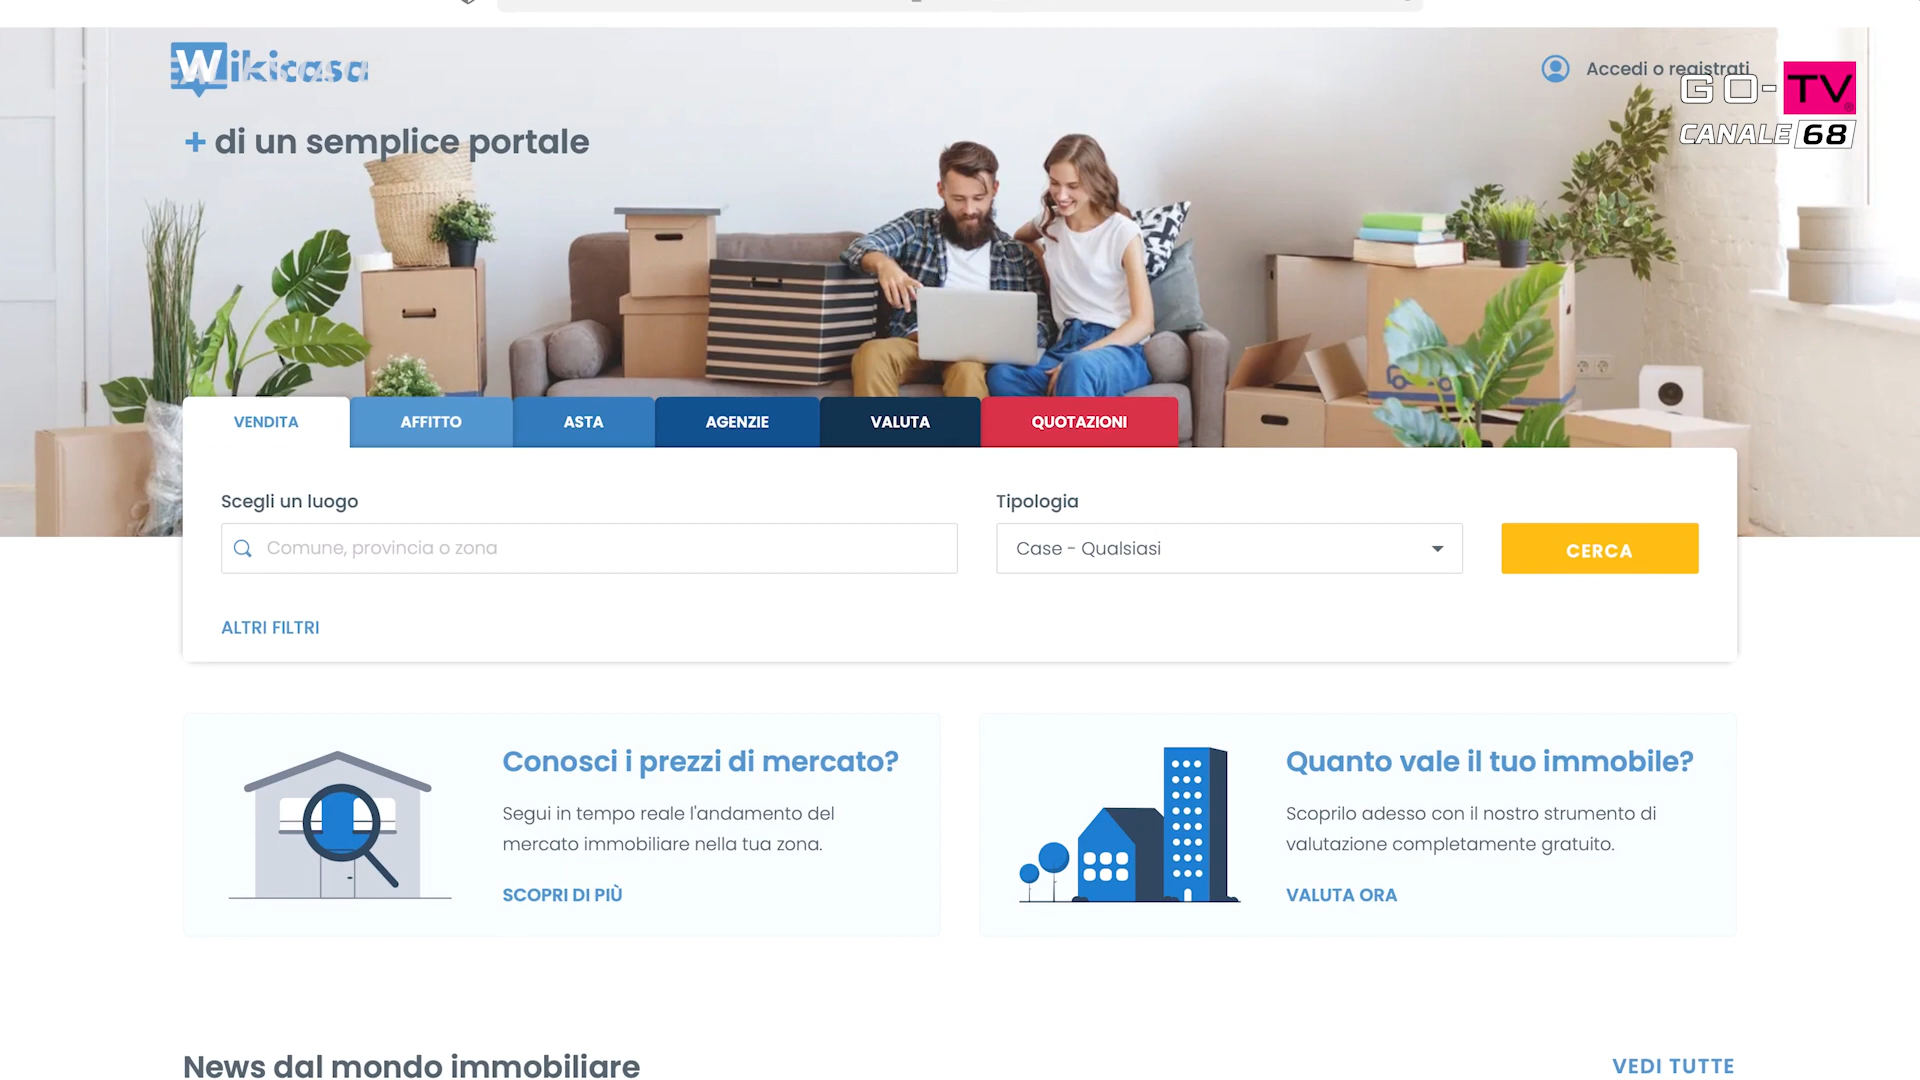 Wikicasa
Accedi o registrati
GO-TV
CANALE 68
+ di un semplice portale
VENDITA
AFFITTO
ASTA
AGENZIE
VALUTA
QUOTAZIONI
Scegli un luogo
Tipologia
Comune, provincia o zona
Case - Qualsiasi
CERCA
ALTRI FILTRI
Conosci i prezzi di mercato?
Segui in tempo reale l'andamento del
mercato immobiliare nella tua zona.
SCOPRI DI PIÙ
Quanto vale il tuo immobile?
Scoprilo adesso con il nostro strumento di
valutazione completamente gratuito.
VALUTA ORA
News dal mondo immobiliare
VEDI TUTTE